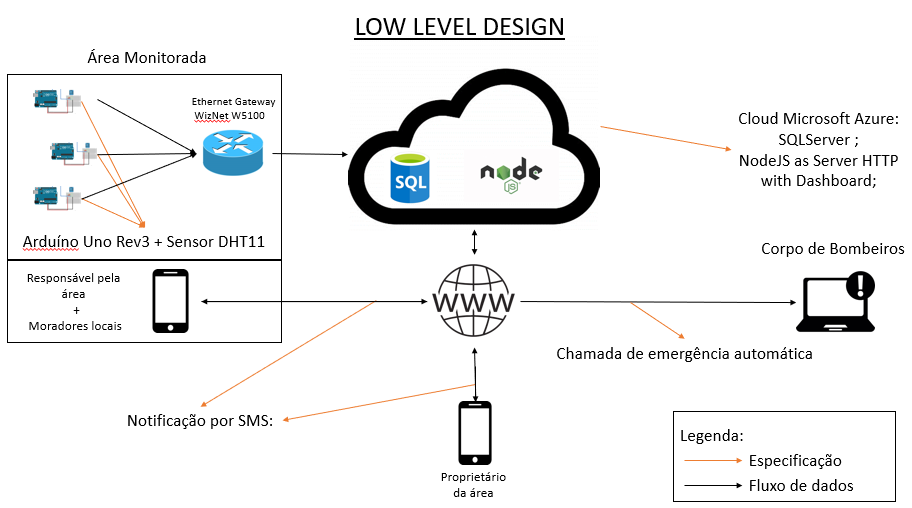 LOW LEVEL DESIGN
Área Monitorada
Ethernet Gateway
WizNet W5100
Arduíno Uno Rev3 + Sensor DHT11
SQL
node
JS
Cloud Microsoft Azure:
SQLServer ;
NodeJS as Server HTTP
with Dashboard;
Responsável pela
área
+
Moradores locais
WWW
Corpo de Bombeiros
!
Chamada de emergência automática
Notificação por SMS:
Proprietário
da área
Legenda:
Especificação
Fluxo de dados